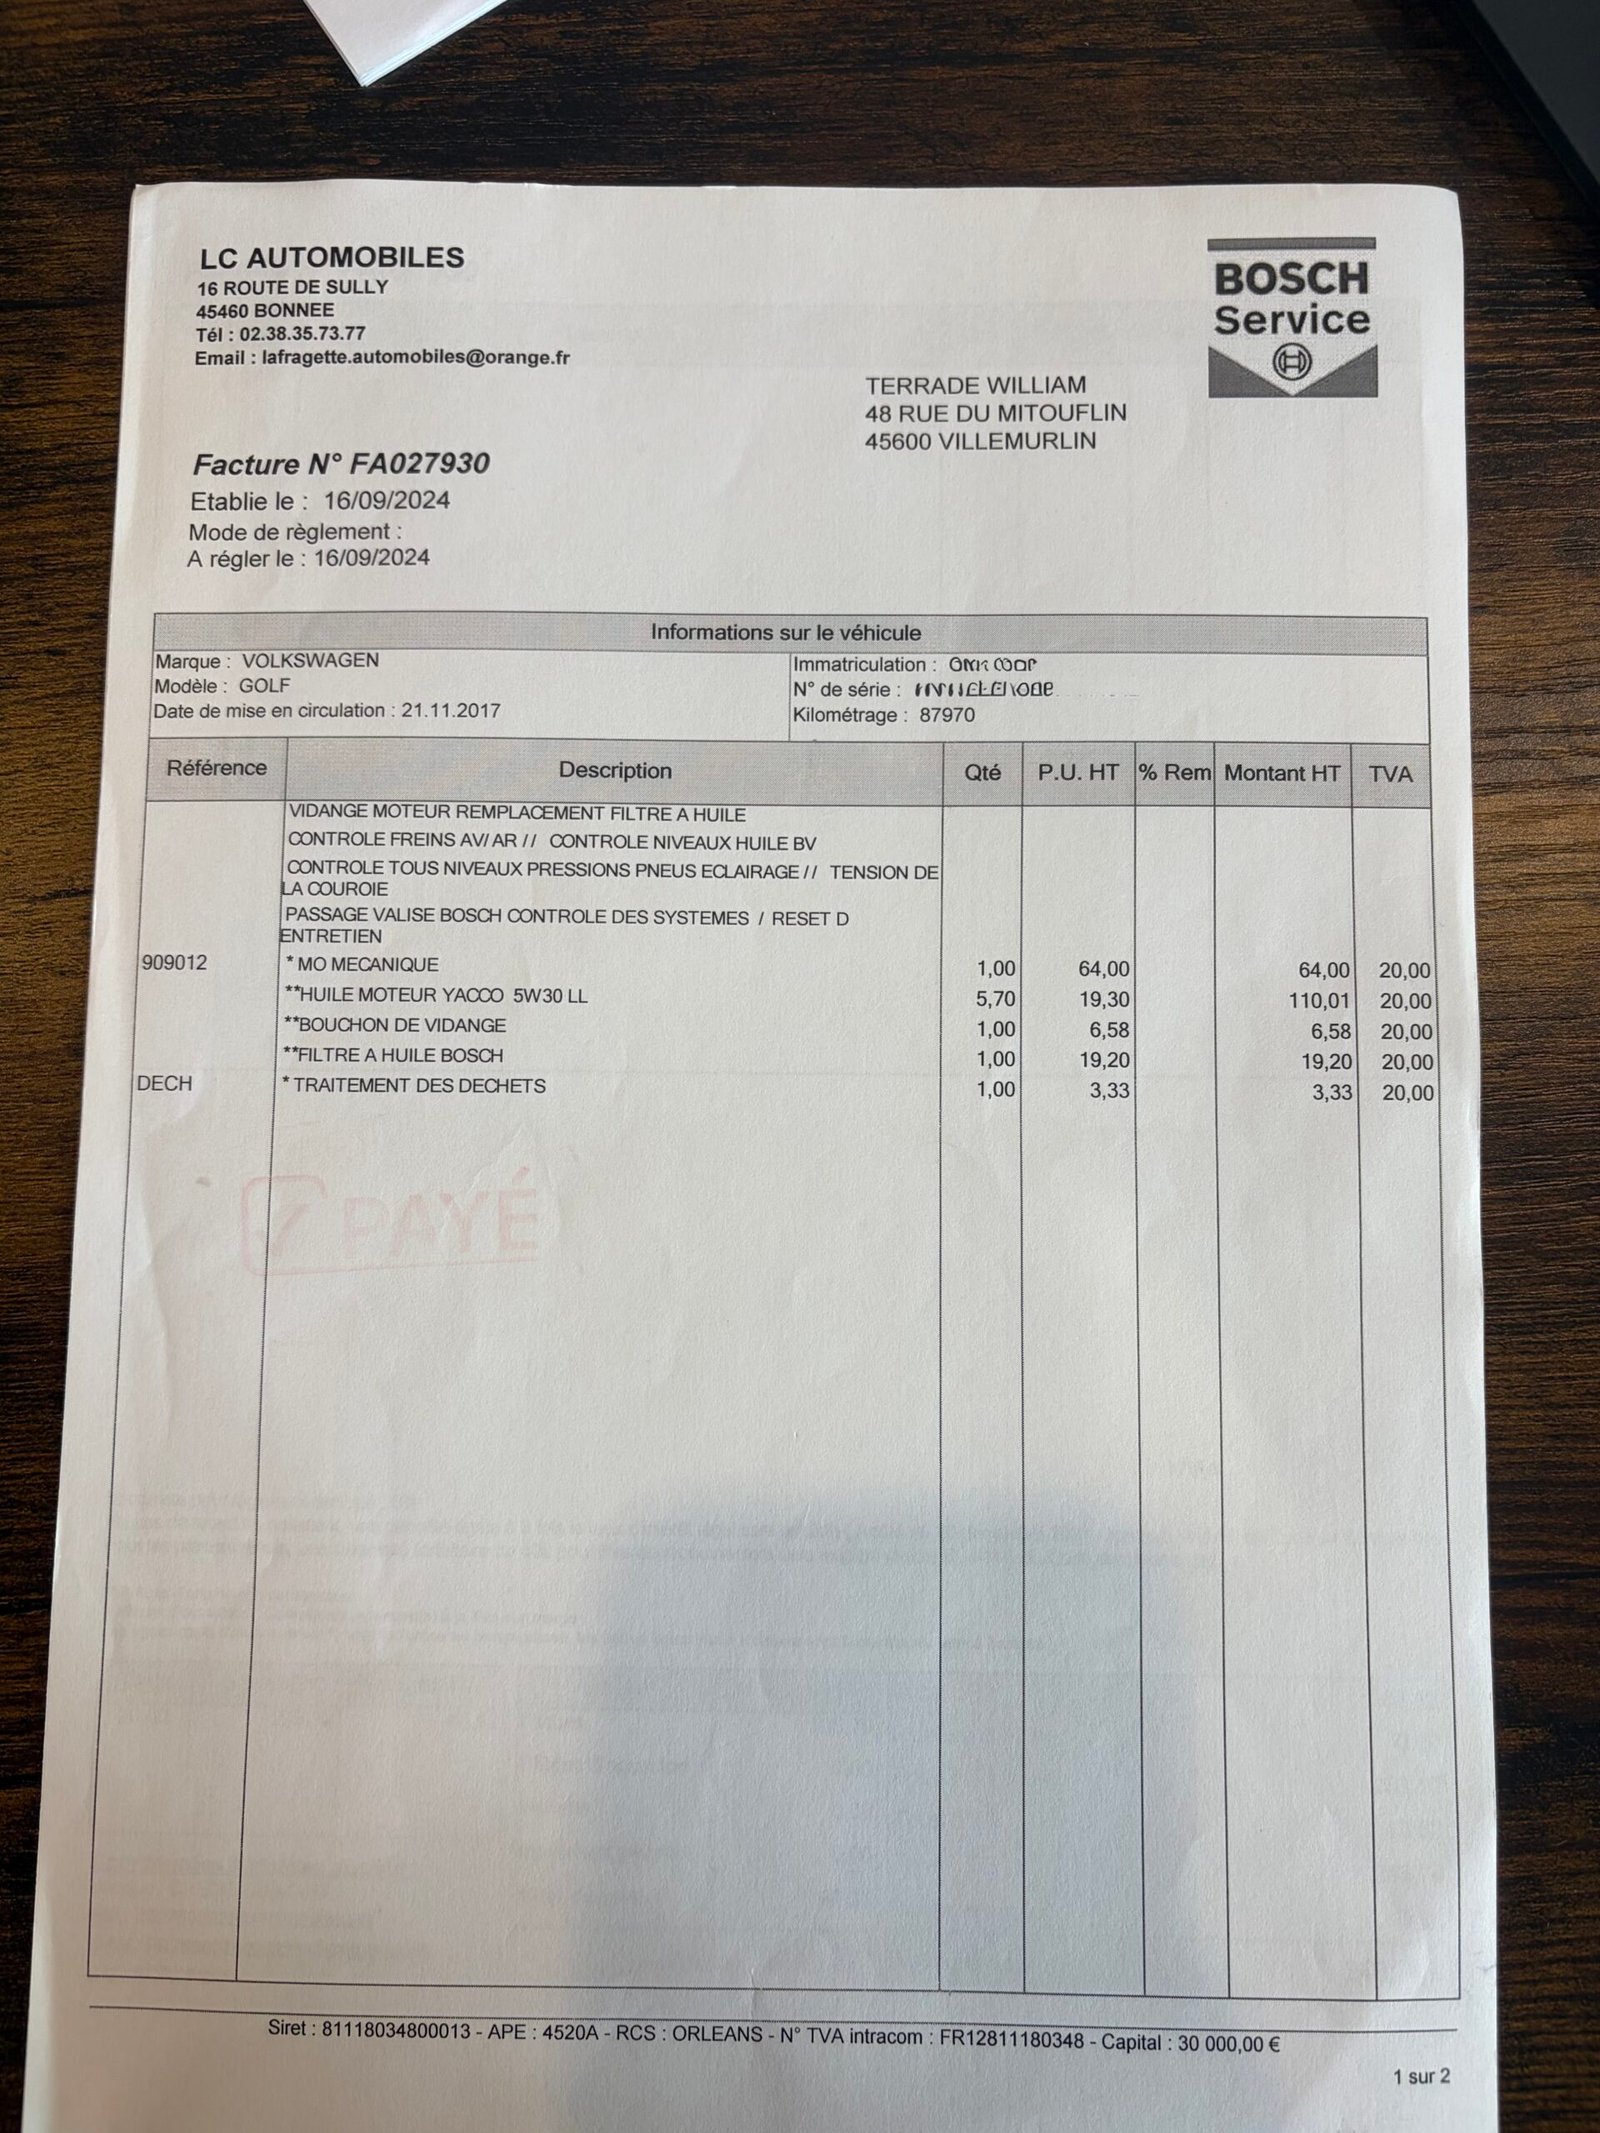 LC AUTOMOBILES
16 ROUTE DE SULLY
45460 BONNEE
Tél : 02.38.35.73.77
Email : lafragette.automobiles@orange.fr
BOSCH
Service
TERRADE WILLIAM
48 RUE DU MITOUFLIN
45600 VILLEMURLIN
Facture N° FA027930
Etablie le : 16/09/2024
Mode de règlement :
A régler le : 16/09/2024
Informations sur le véhicule
Marque : VOLKSWAGEN
Modèle : GOLF
Date de mise en circulation : 21.11.2017
Immatriculation :
N° de série :
Kilométrage : 87970
Référence Description Qté P.U. HT % Rem Montant HT TVA
VIDANGE MOTEUR REMPLACEMENT FILTRE A HUILE
CONTROLE FREINS AV/ AR // CONTROLE NIVEAUX HUILE BV
CONTROLE TOUS NIVEAUX PRESSIONS PNEUS ECLAIRAGE // TENSION DE
LA COUROIE
PASSAGE VALISE BOSCH CONTROLE DES SYSTEMES / RESET D
ENTRETIEN
909012 * MO MECANIQUE 1,00 64,00 64,00 20,00
**HUILE MOTEUR YACCO 5W30 LL 5,70 19,30 110,01 20,00
**BOUCHON DE VIDANGE 1,00 6,58 6,58 20,00
**FILTRE A HUILE BOSCH 1,00 19,20 19,20 20,00
DECH * TRAITEMENT DES DECHETS 1,00 3,33 3,33 20,00
PAYÉ
Siret : 81118034800013 - APE : 4520A - RCS : ORLEANS - N° TVA intracom : FR12811180348 - Capital : 30 000,00 €
1 sur 2